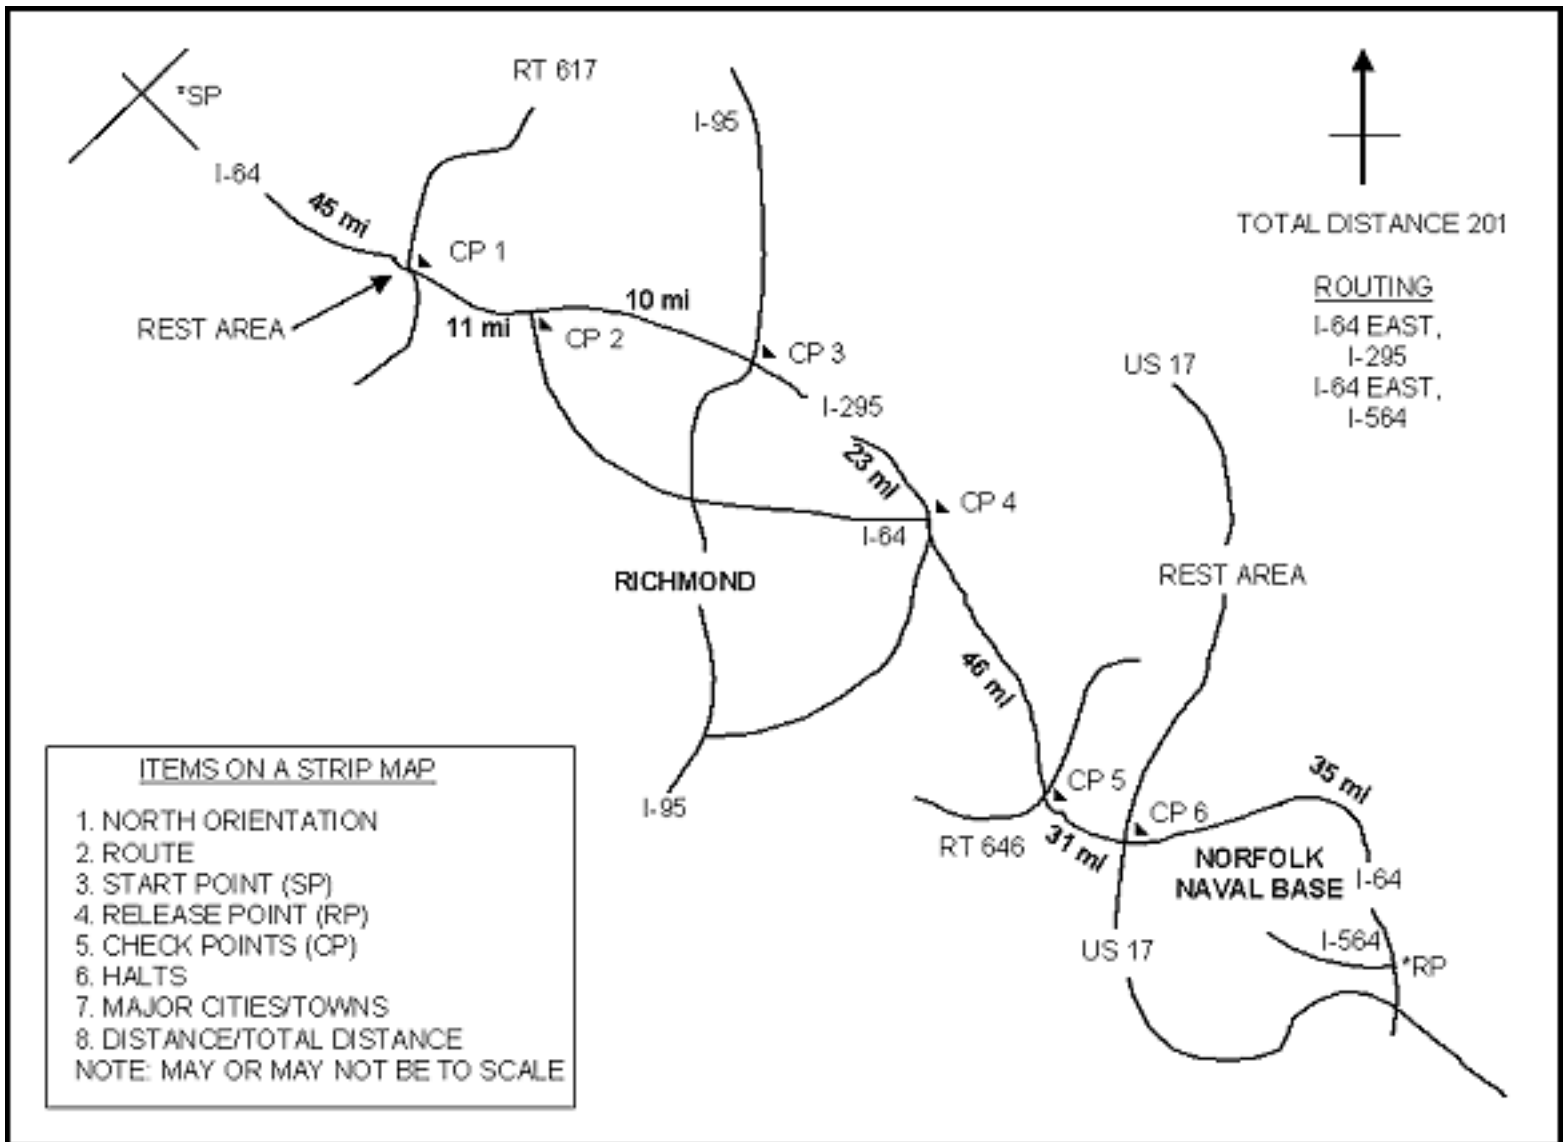 *SP
RT 617
I-95
I-64
45 mi
CP 1
REST AREA
11 mi
10 mi
CP 2
CP 3
I-295
TOTAL DISTANCE 201
ROUTING
I-64 EAST,
I-295
I-64 EAST,
I-564
US 17
23 mi
CP 4
I-64
RICHMOND
REST AREA
46 mi
I-95
CP 5
RT 646
31 mi
CP 6
35 mi
NORFOLK
NAVAL BASE
I-64
US 17
I-564
*RP
ITEMS ON A STRIP MAP
1. NORTH ORIENTATION
2. ROUTE
3. START POINT (SP)
4. RELEASE POINT (RP)
5. CHECK POINTS (CP)
6. HALTS
7. MAJOR CITIES/TOWNS
8. DISTANCE/TOTAL DISTANCE
NOTE: MAY OR MAY NOT BE TO SCALE